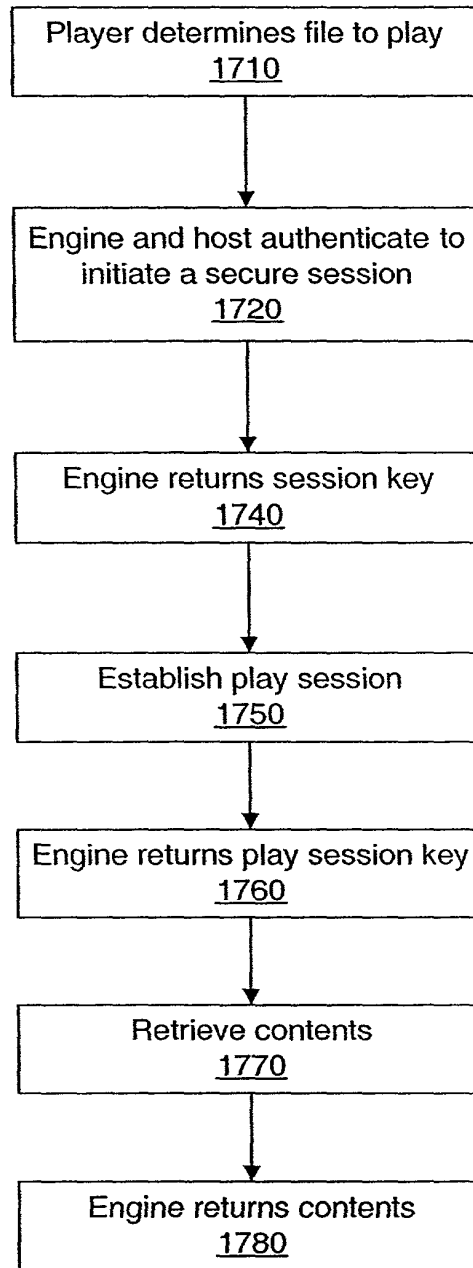 Player determines file to play
1710
Engine and host authenticate to
initiate a secure session
1720
Engine returns session key
1740
Establish play session
1750
Engine returns play session key
1760
Retrieve contents
1770
Engine returns contents
1780